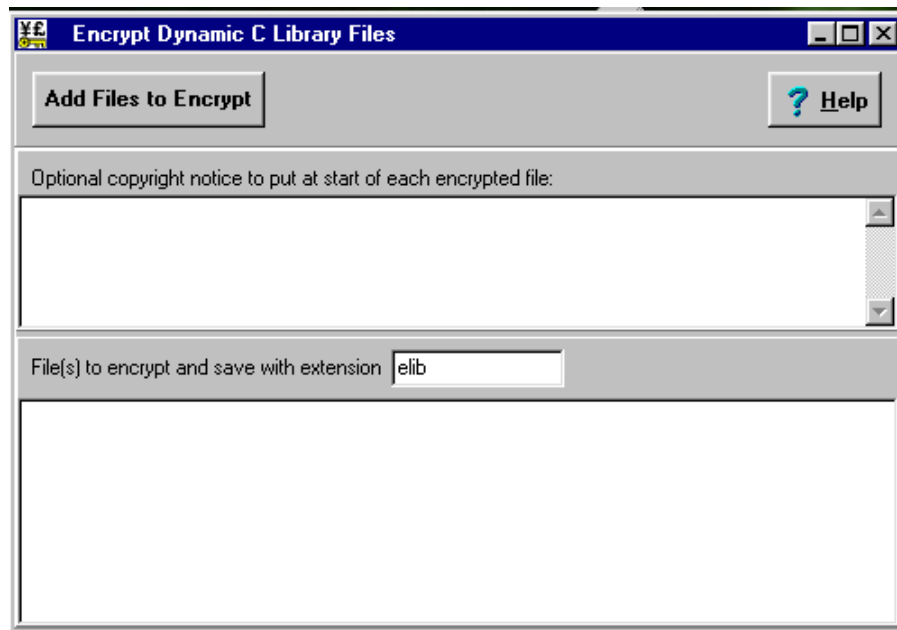 ¥£ Encrypt Dynamic C Library Files
Add Files to Encrypt
? Help
Optional copyright notice to put at start of each encrypted file:
File(s) to encrypt and save with extension elib